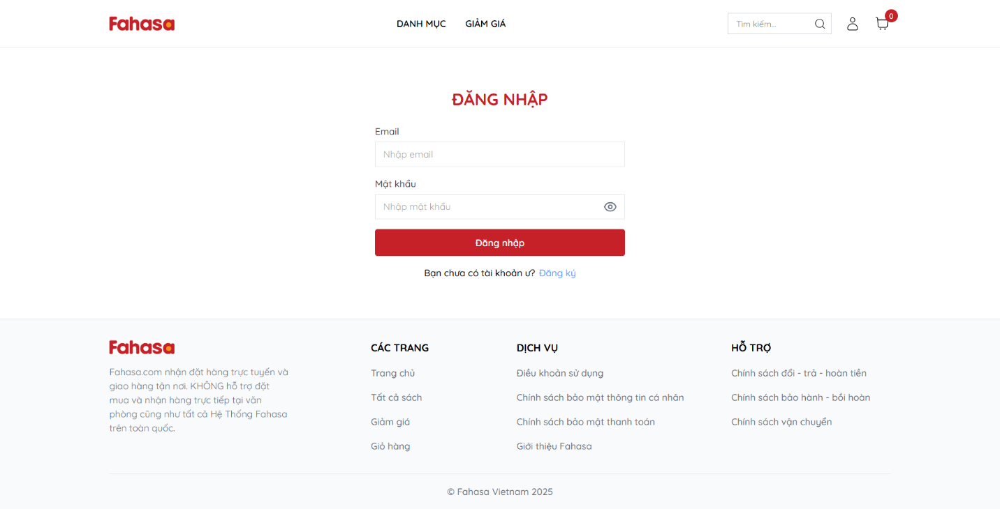 Fahasa
DANH MỤC
GIẢM GIÁ
Tìm kiếm...
0
ĐĂNG NHẬP
Email
Nhập email
Mật khẩu
Nhập mật khẩu
Đăng nhập
Bạn chưa có tài khoản ư? Đăng ký
Fahasa
Fahasa.com nhận đặt hàng trực tuyến và
giao hàng tận nơi. KHÔNG hỗ trợ đặt
mua và nhận hàng trực tiếp tại văn
phòng cũng như tất cả Hệ Thống Fahasa
trên toàn quốc.
CÁC TRANG
Trang chủ
Tất cả sách
Giảm giá
Giỏ hàng
DỊCH VỤ
Điều khoản sử dụng
Chính sách bảo mật thông tin cá nhân
Chính sách bảo mật thanh toán
Giới thiệu Fahasa
HỖ TRỢ
Chính sách đổi - trả - hoàn tiền
Chính sách bảo hành - bồi hoàn
Chính sách vận chuyển
© Fahasa Vietnam 2025